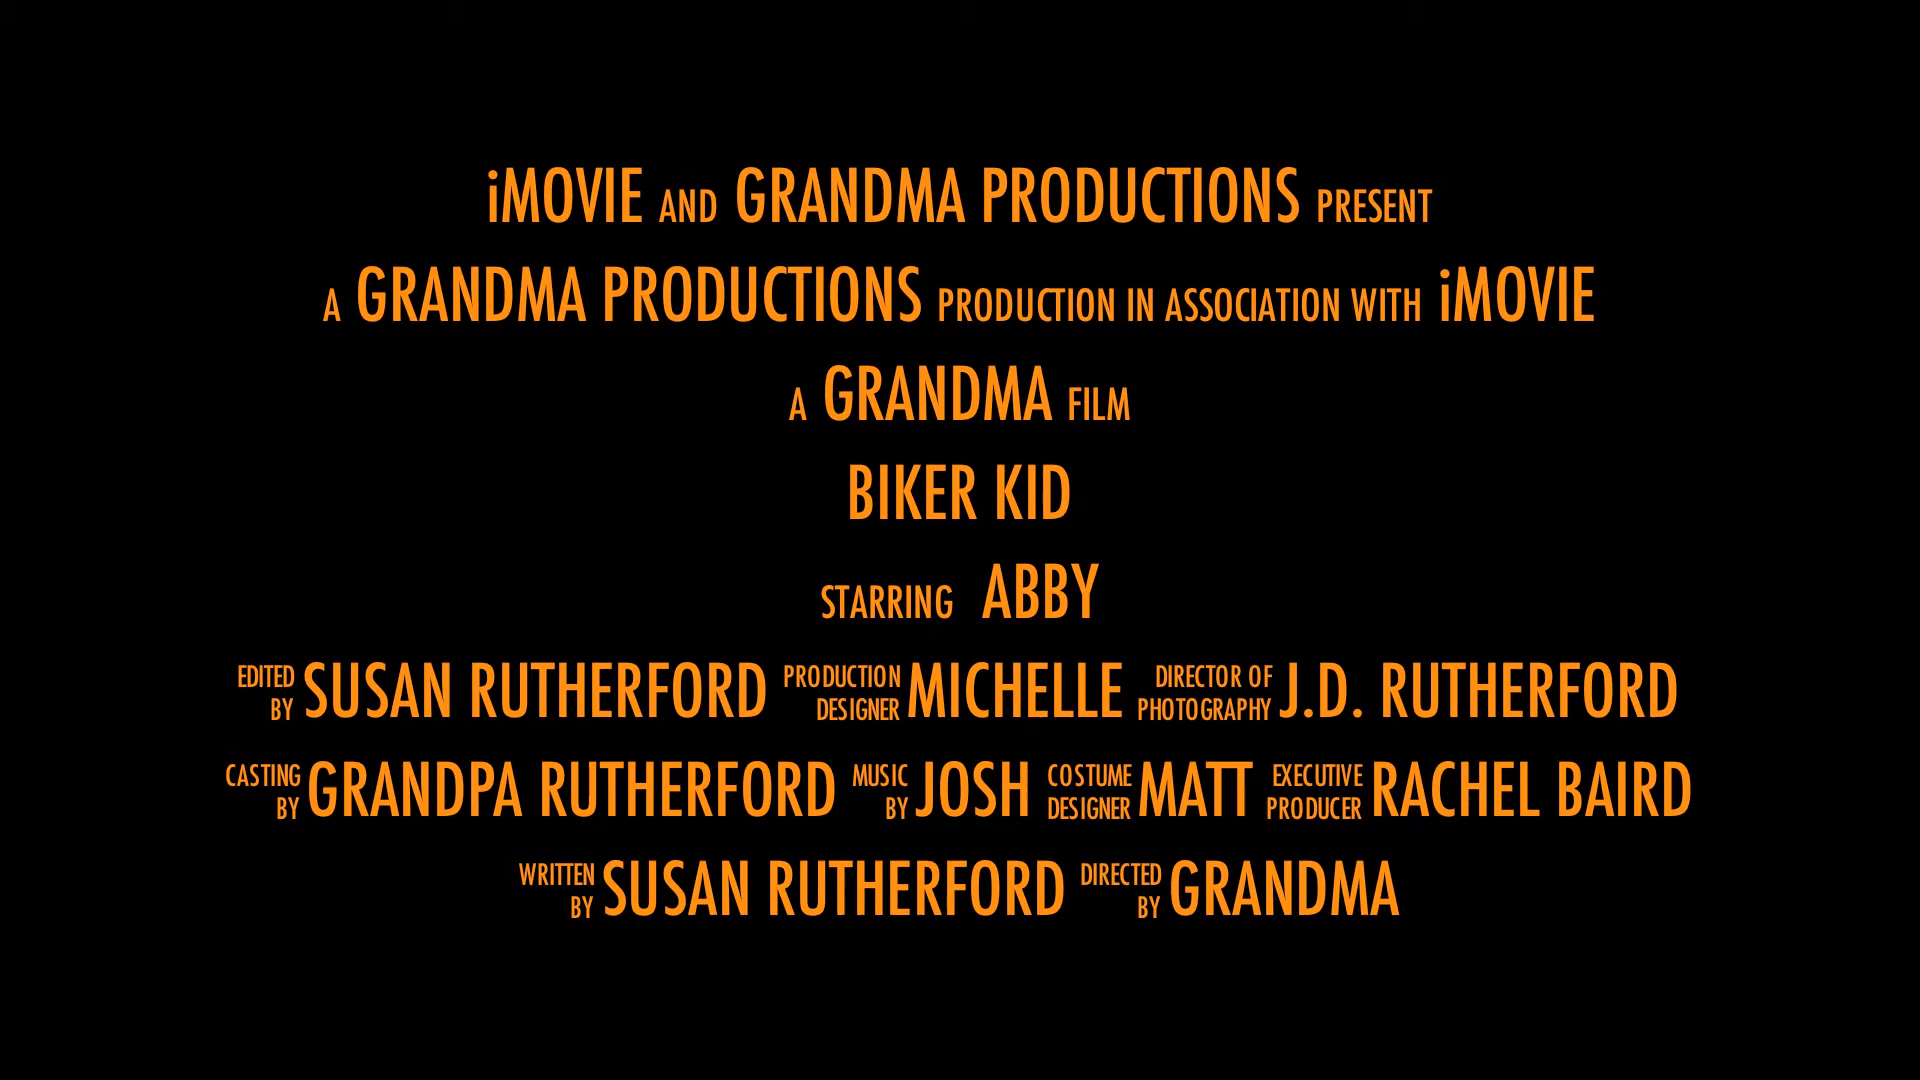 iMOVIE AND GRANDMA PRODUCTIONS PRESENT
A GRANDMA PRODUCTIONS PRODUCTION IN ASSOCIATION WITH iMOVIE
A GRANDMA FILM
BIKER KID
STARRING ABBY
EDITED BY SUSAN RUTHERFORD PRODUCTION DESIGNER MICHELLE DIRECTOR OF PHOTOGRAPHY J.D. RUTHERFORD
CASTING BY GRANDPA RUTHERFORD MUSIC BY JOSH COSTUME DESIGNER MATT EXECUTIVE PRODUCER RACHEL BAIRD
WRITTEN BY SUSAN RUTHERFORD DIRECTED BY GRANDMA